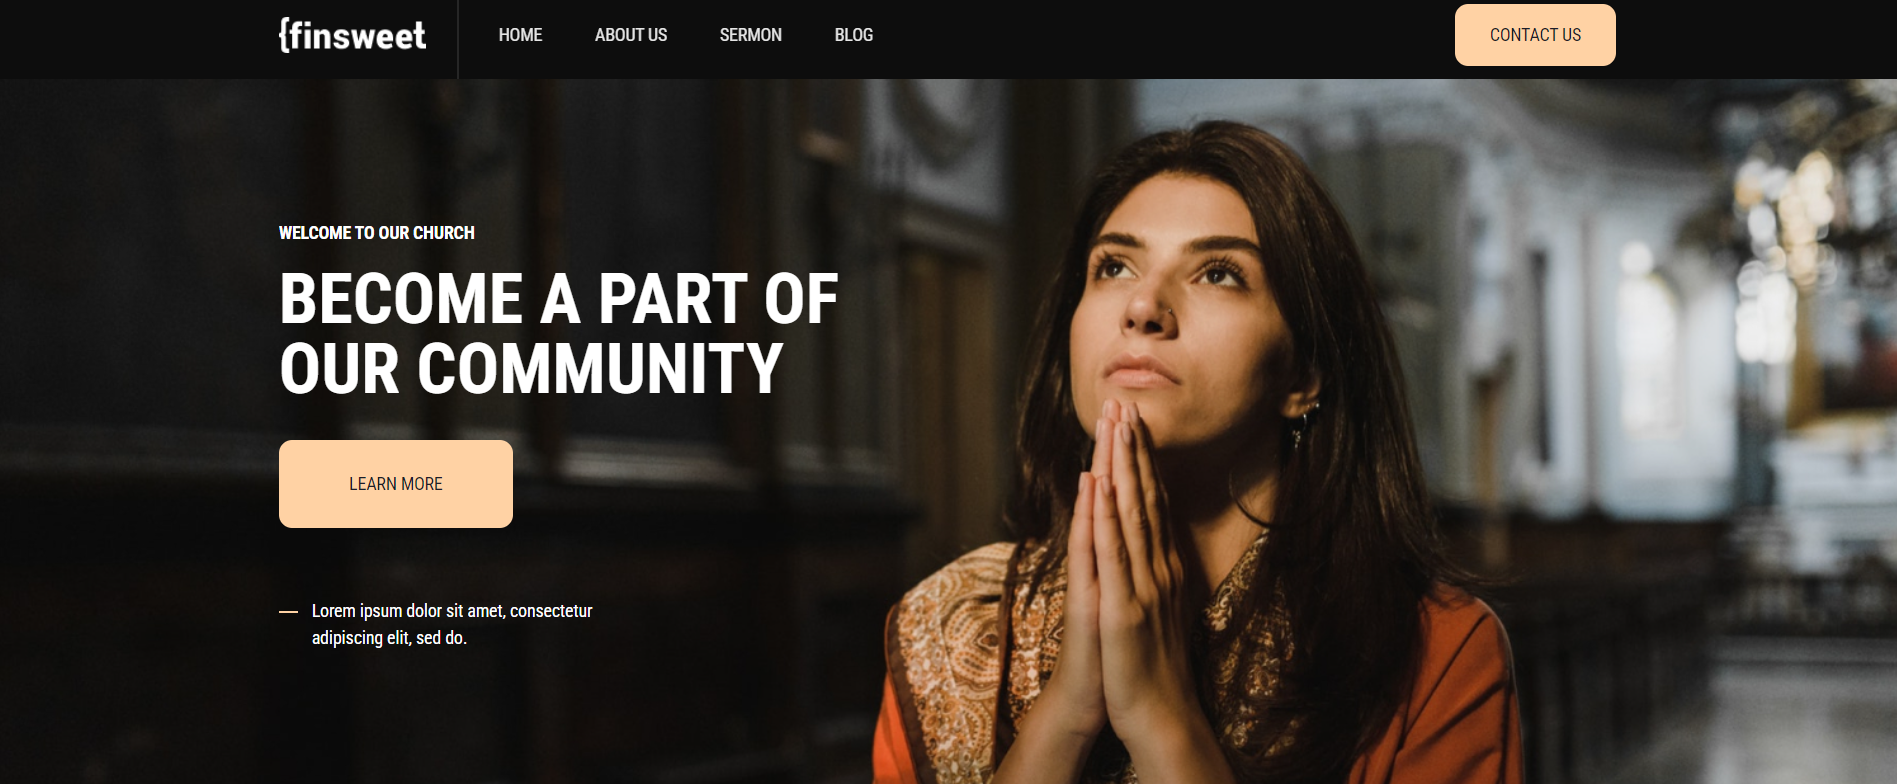 {finsweet
HOME
ABOUT US
SERMON
BLOG
CONTACT US
WELCOME TO OUR CHURCH
BECOME A PART OF
OUR COMMUNITY
LEARN MORE
Lorem ipsum dolor sit amet, consectetur
adipiscing elit, sed do.